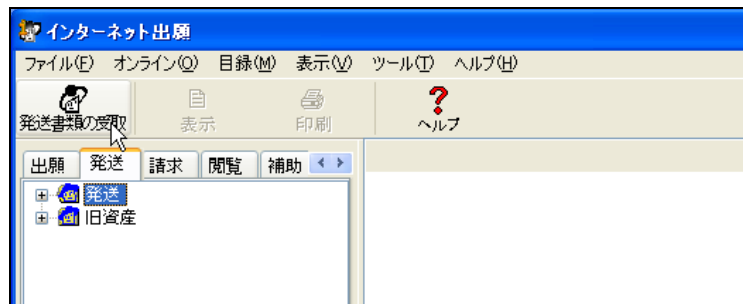 インターネット出願
ファイル(F) オンライン(O) 目録(M) 表示(V) ツール(T) ヘルプ(H)
発送書類の受取 表示 印刷 ヘルプ
出願 発送 請求 閲覧 補助
発送
旧資産